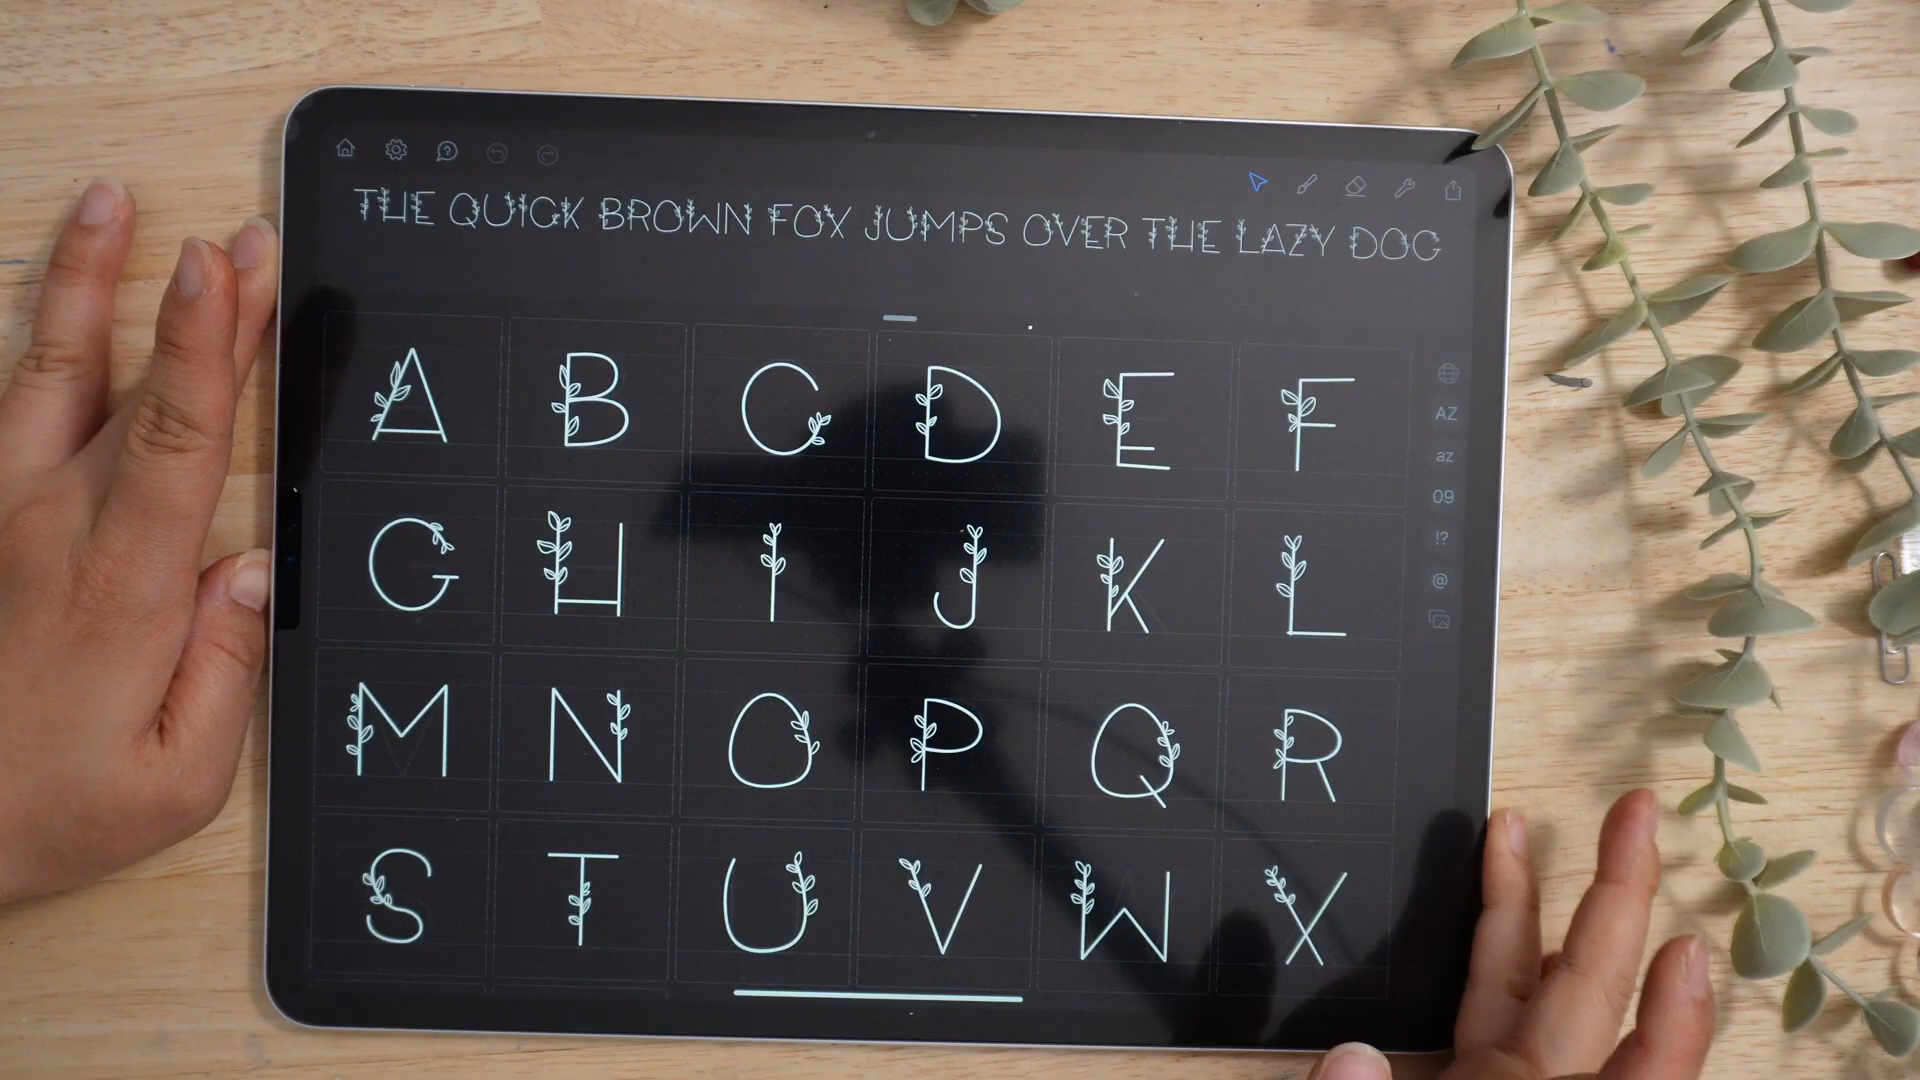 THE QUICK BROWN FOX JUMPS OVER THE LAZY DOG
A B C D E F
AZ
az
G H I J K L
09
!?
@
M N O P Q R
S T U V W X